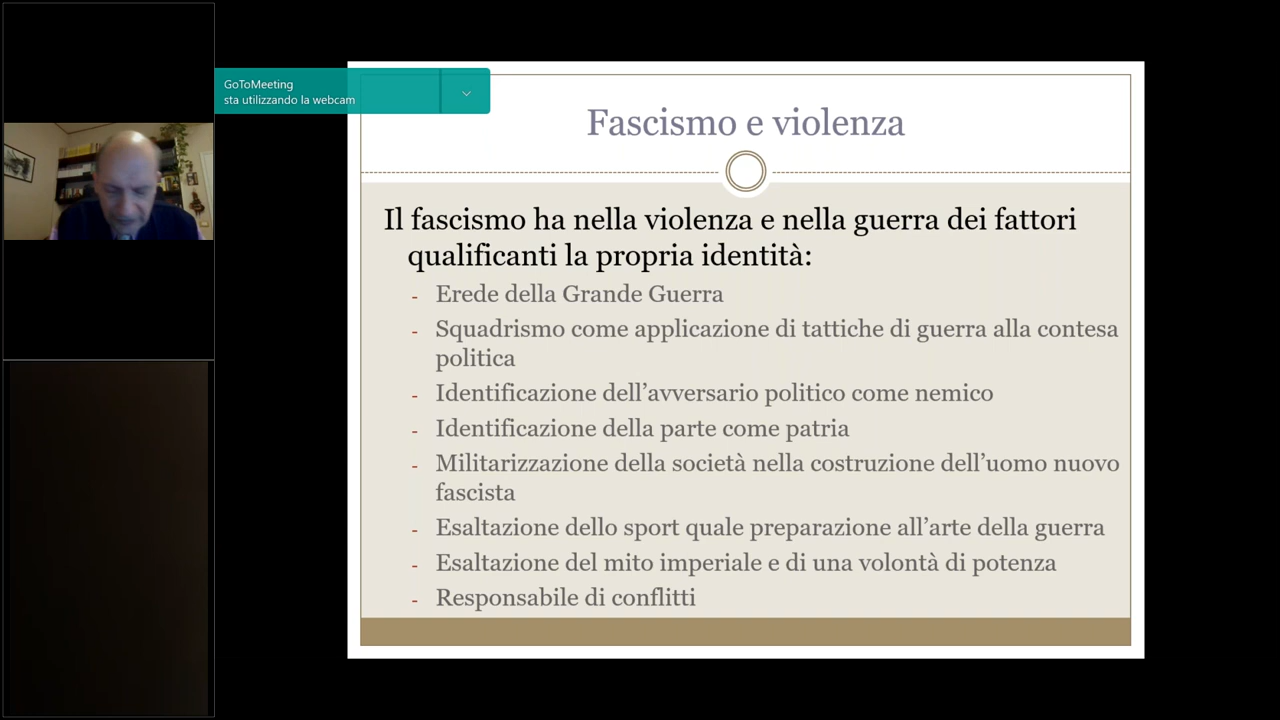 GoToMeeting
sta utilizzando la webcam
Fascismo e violenza
Il fascismo ha nella violenza e nella guerra dei fattori
qualificanti la propria identità:
- Erede della Grande Guerra
- Squadrismo come applicazione di tattiche di guerra alla contesa
politica
- Identificazione dell’avversario politico come nemico
- Identificazione della parte come patria
- Militarizzazione della società nella costruzione dell’uomo nuovo
fascista
- Esaltazione dello sport quale preparazione all’arte della guerra
- Esaltazione del mito imperiale e di una volontà di potenza
- Responsabile di conflitti